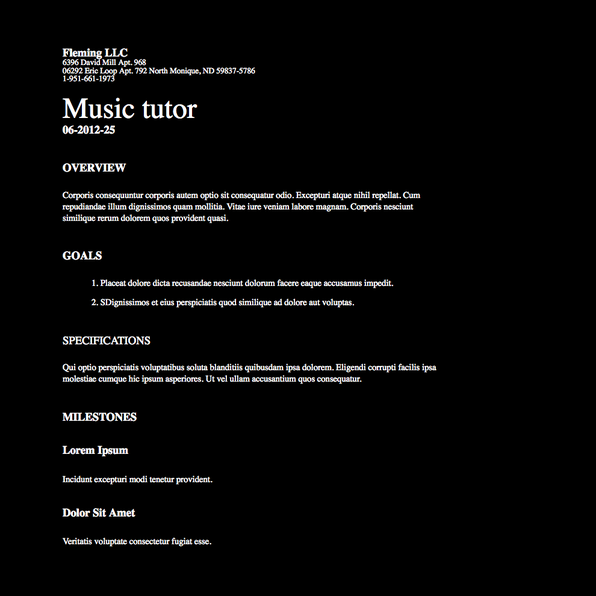 Fleming LLC
6396 David Mill Apt. 968
06292 Eric Loop Apt. 792 North Monique, ND 59837-5786
1-951-661-1973
Music tutor
06-2012-25
OVERVIEW
Corporis consequuntur corporis autem optio sit consequatur odio. Excepturi atque nihil repellat. Cum
repudiandae illum dignissimos quam mollitia. Vitae iure veniam labore magnam. Corporis nesciunt
similique rerum dolorem quos provident quasi.
GOALS
1. Placeat dolore dicta recusandae nesciunt dolorum facere eaque accusamus impedit.
2. SDignissimos et eius perspiciatis quod similique ad dolore aut voluptas.
SPECIFICATIONS
Qui optio perspiciatis voluptatibus soluta blanditiis quibusdam ipsa dolorem. Eligendi corrupti facilis ipsa
molestiae cumque hic ipsum asperiores. Ut vel ullam accusantium quos consequatur.
MILESTONES
Lorem Ipsum
Incidunt excepturi modi tenetur provident.
Dolor Sit Amet
Veritatis voluptate consectetur fugiat esse.